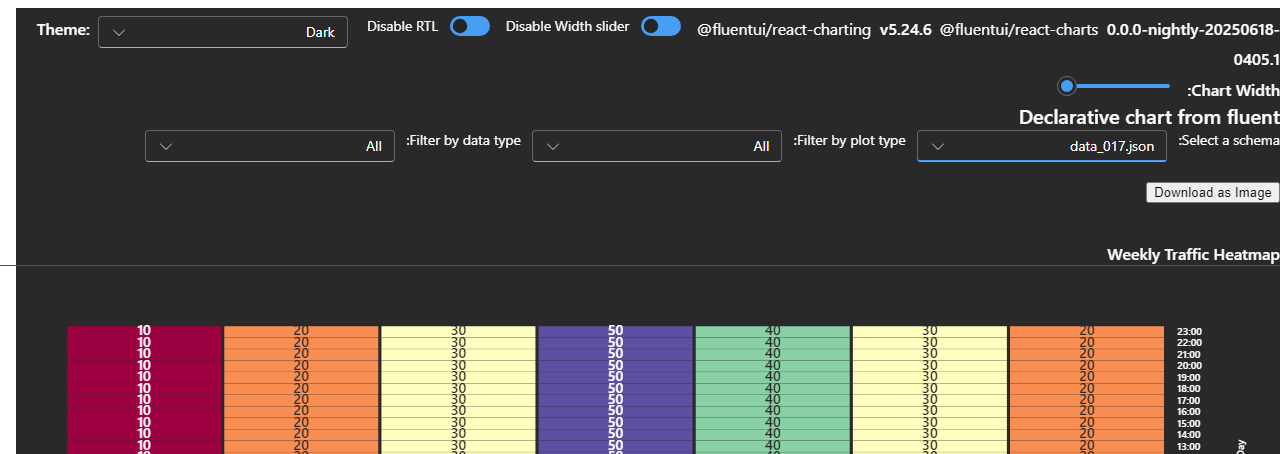 Theme: Dark Disable RTL Disable Width slider @fluentui/react-charting v5.24.6 @fluentui/react-charts 0.0.0-nightly-20250618-
0405.1
:Chart Width
Declarative chart from fluent
:Select a schema data_017.json :Filter by plot type All :Filter by data type All
Download as Image
Weekly Traffic Heatmap
10 20 30 50 40 30 20 23:00
10 20 30 50 40 30 20 22:00
10 20 30 50 40 30 20 21:00
10 20 30 50 40 30 20 20:00
10 20 30 50 40 30 20 19:00
10 20 30 50 40 30 20 18:00
10 20 30 50 40 30 20 17:00
10 20 30 50 40 30 20 16:00
10 20 30 50 40 30 20 15:00
10 20 30 50 40 30 20 14:00
10 20 30 50 40 30 20 13:00
Day